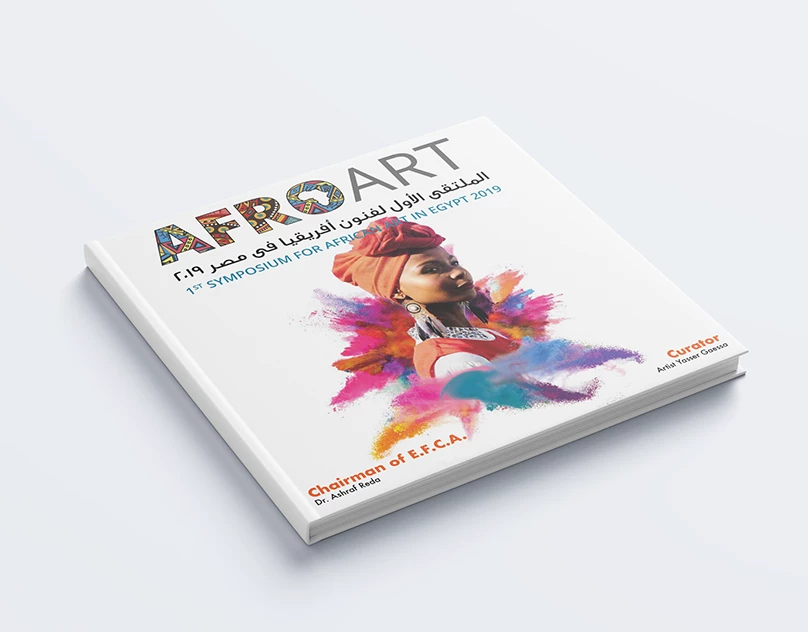 AFROART
الملتقى الأول لفنون أفريقيا في مصر ٢٠١٩
1ST SYMPOSIUM FOR AFRICAN ART IN EGYPT 2019
Curator
Artist Yasser Gaessa
Chairman of E.F.C.A.
Dr. Ashraf Reda